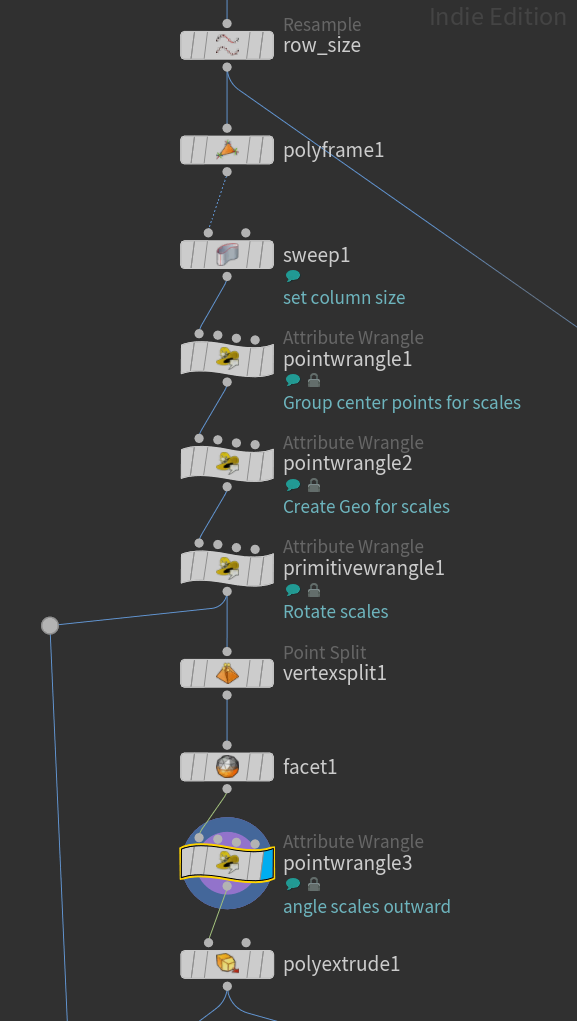 Indie Edition
Resample
row_size
polyframe1
sweep1
set column size
Attribute Wrangle
pointwrangle1
Group center points for scales
Attribute Wrangle
pointwrangle2
Create Geo for scales
Attribute Wrangle
primitivewrangle1
Rotate scales
Point Split
vertexsplit1
facet1
Attribute Wrangle
pointwrangle3
angle scales outward
polyextrude1